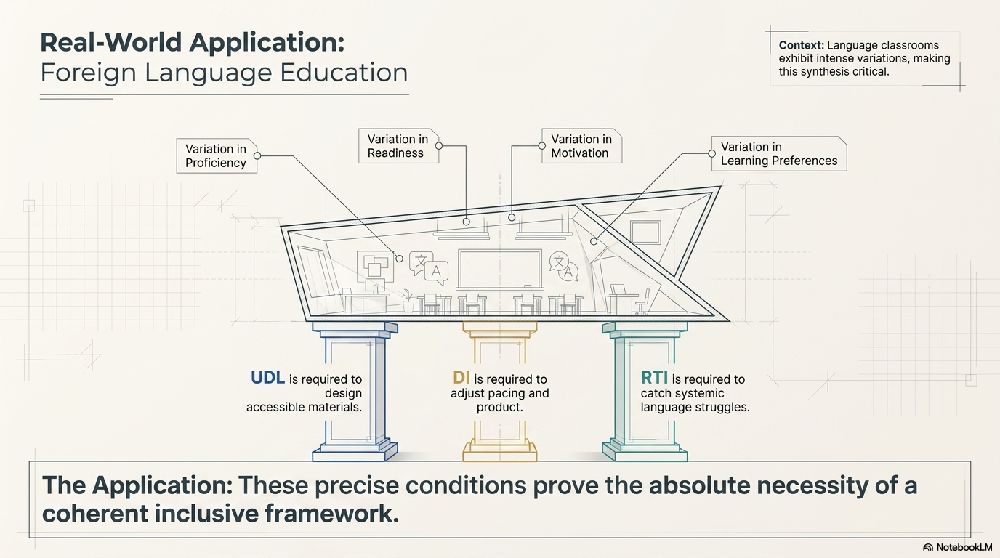 Real-World Application:
Foreign Language Education
Context: Language classrooms
exhibit intense variations, making
this synthesis critical.
Variation in
Proficiency
Variation in
Readiness
Variation in
Motivation
Variation in
Learning Preferences
文
A
文
A
UDL is required to
design
accessible materials.
DI is required to
adjust pacing and
product.
RTI is required to
catch systemic
language struggles.
The Application: These precise conditions prove the absolute necessity of a
coherent inclusive framework.
NotebookLM